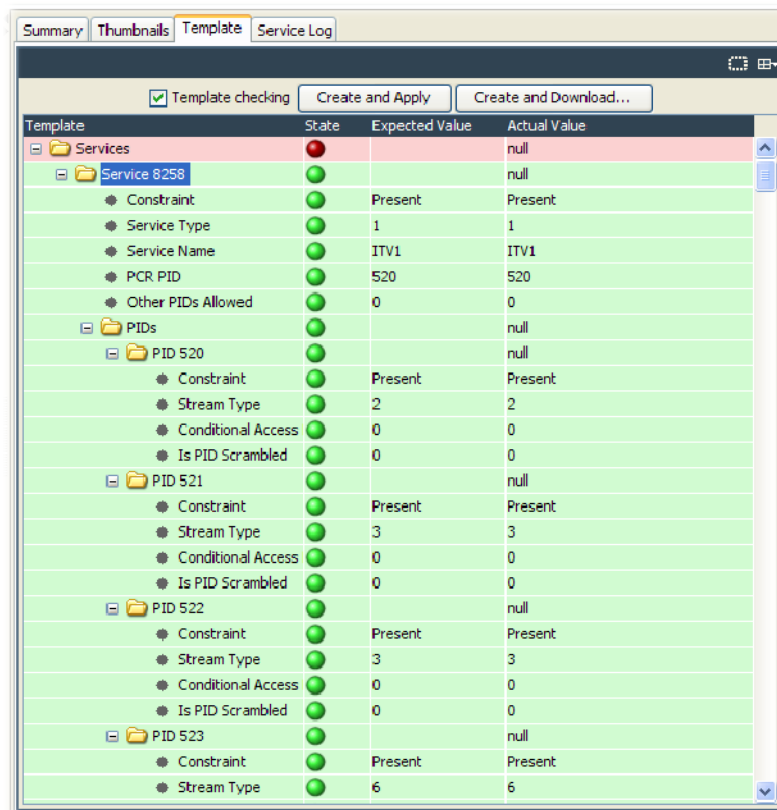 Summary Thumbnails Template Service Log
Template checking Create and Apply Create and Download...
Template State Expected Value Actual Value
Services null
Service 8258 null
Constraint Present Present
Service Type 1 1
Service Name ITV1 ITV1
PCR PID 520 520
Other PIDs Allowed 0 0
PIDs null
PID 520 null
Constraint Present Present
Stream Type 2 2
Conditional Access 0 0
Is PID Scrambled 0 0
PID 521 null
Constraint Present Present
Stream Type 3 3
Conditional Access 0 0
Is PID Scrambled 0 0
PID 522 null
Constraint Present Present
Stream Type 3 3
Conditional Access 0 0
Is PID Scrambled 0 0
PID 523 null
Constraint Present Present
Stream Type 6 6